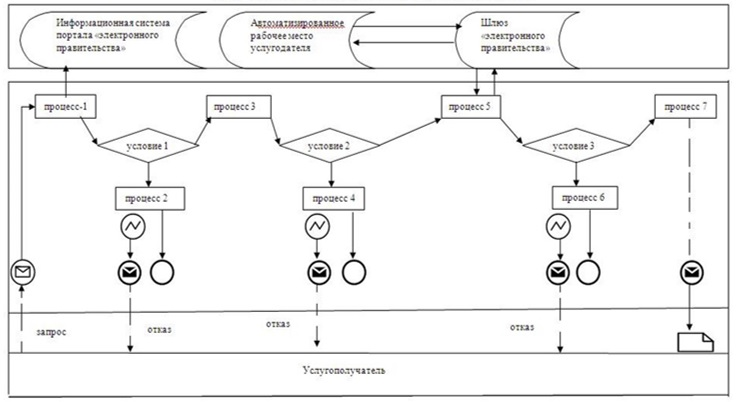 Информационная система
портала «электронного
правительства»
Автоматизированное
рабочее место
услугодателя
Шлюз
«электронного
правительства»
процесс-1
процесс 3
процесс 5
процесс 7
условие 1
условие 2
условие 3
процесс 2
процесс 4
процесс 6
запрос
отказ
отказ
отказ
Услугополучатель